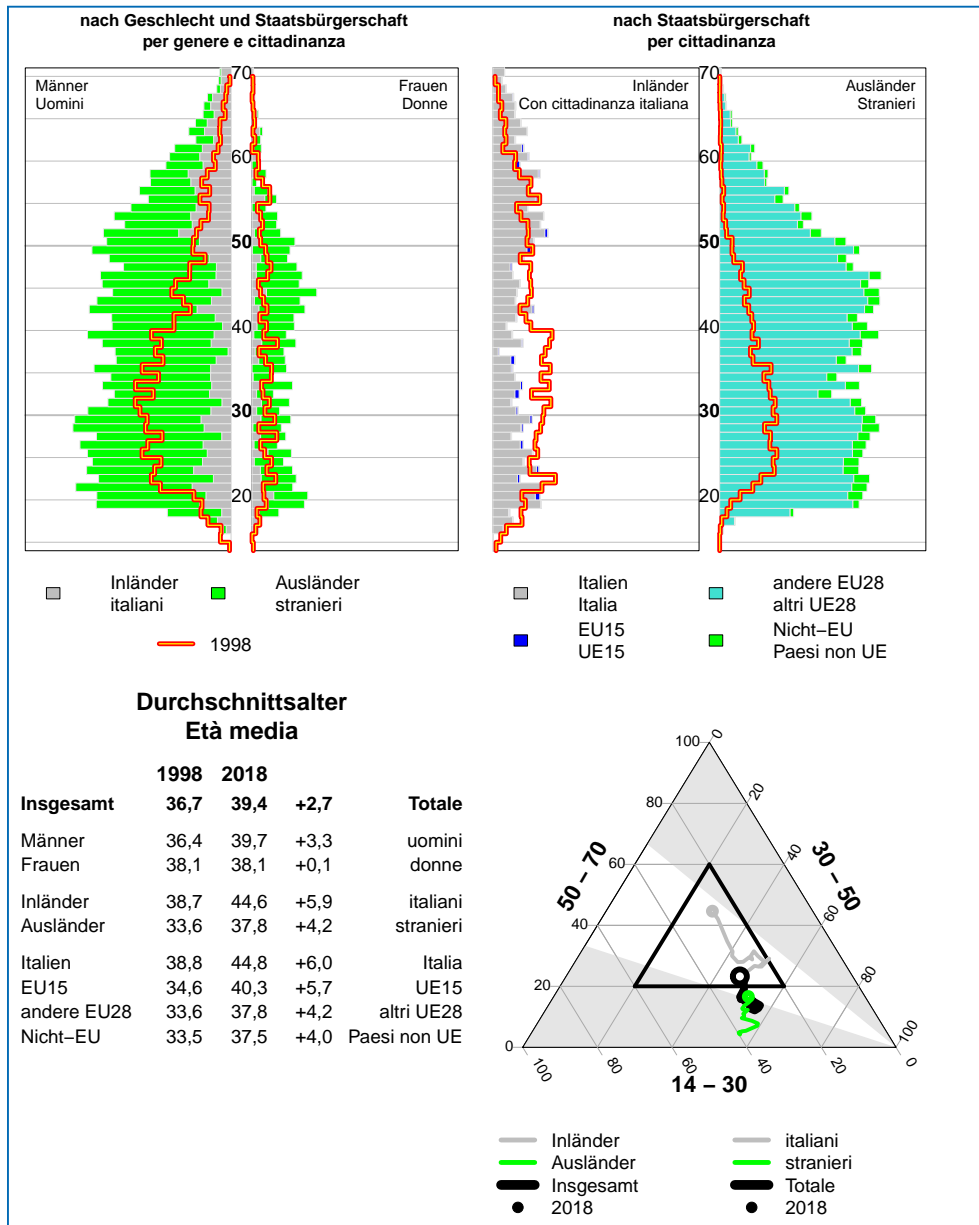 nach Geschlecht und Staatsbürgerschaft
per genere e cittadinanza
Männer
Uomini
70
Frauen
Donne
60
50
40
30
20
nach Staatsbürgerschaft
per cittadinanza
Inländer
Con cittadinanza italiana
70
Ausländer
Stranieri
60
50
40
30
20
Inländer
italiani
Ausländer
stranieri
1998
Italien
Italia
EU15
UE15
andere EU28
altri UE28
Nicht−EU
Paesi non UE
Durchschnittsalter
Età media
1998 2018
Insgesamt 36,7 39,4 +2,7 Totale
Männer 36,4 39,7 +3,3 uomini
Frauen 38,1 38,1 +0,1 donne
Inländer 38,7 44,6 +5,9 italiani
Ausländer 33,6 37,8 +4,2 stranieri
Italien 38,8 44,8 +6,0 Italia
EU15 34,6 40,3 +5,7 UE15
andere EU28 33,6 37,8 +4,2 altri UE28
Nicht−EU 33,5 37,5 +4,0 Paesi non UE
50 − 70
0
20
40
60
80
100
30 − 50
0
20
40
60
80
100
14 − 30
100
80
60
40
20
0
Inländer italiani
Ausländer stranieri
Insgesamt Totale
2018 2018